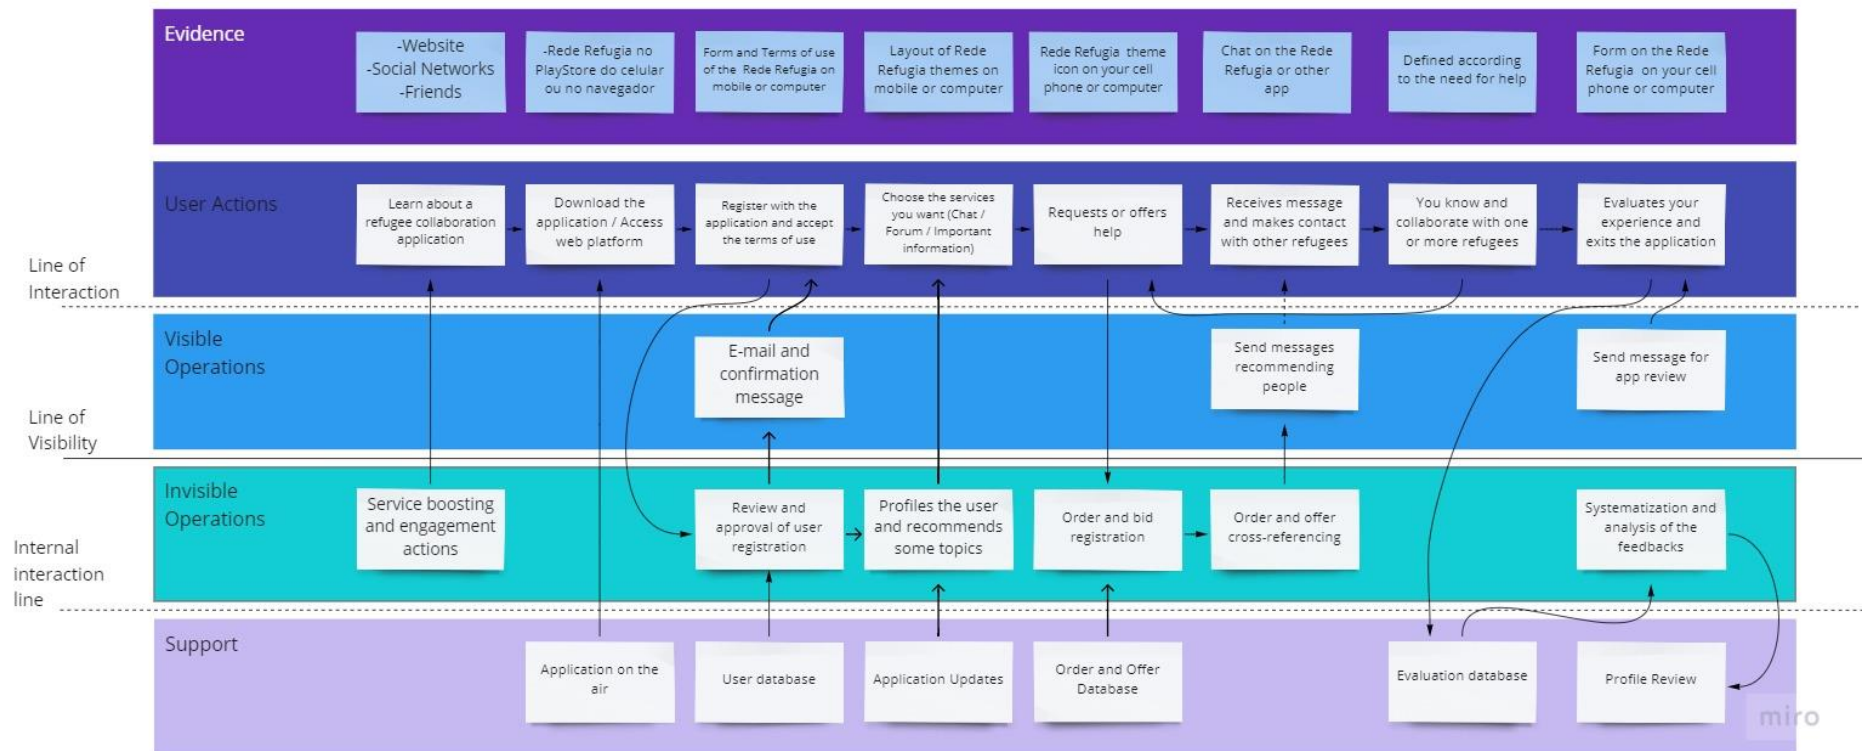 Evidence
-Website
-Social Networks
-Friends
-Rede Refugia no
PlayStore do celular
ou no navegador
Form and Terms of use
of the Rede Refugia on
mobile or computer
Layout of Rede
Refugia themes on
mobile or computer
Rede Refugia theme
icon on your cell
phone or computer
Chat on the Rede
Refugia or other
app
Defined according
to the need for help
Form on the Rede
Refugia on your cell
phone or computer
User Actions
Learn about a
refugee collaboration
application
Download the
application / Access
web platform
Register with the
application and accept
the terms of use
Choose the services
you want (Chat /
Forum / Important
information)
Requests or offers
help
Receives message
and makes contact
with other refugees
You know and
collaborate with one
or more refugees
Evaluates your
experience and
exits the application
Line of
Interaction
Visible
Operations
E-mail and
confirmation
message
Send messages
recommending
people
Send message for
app review
Line of
Visibility
Invisible
Operations
Service boosting
and engagement
actions
Review and
approval of user
registration
Profiles the user
and recommends
some topics
Order and bid
registration
Order and offer
cross-referencing
Systematization and
analysis of the
feedbacks
Internal
interaction
line
Support
Application on the
air
User database
Application Updates
Order and Offer
Database
Evaluation database
Profile Review
miro